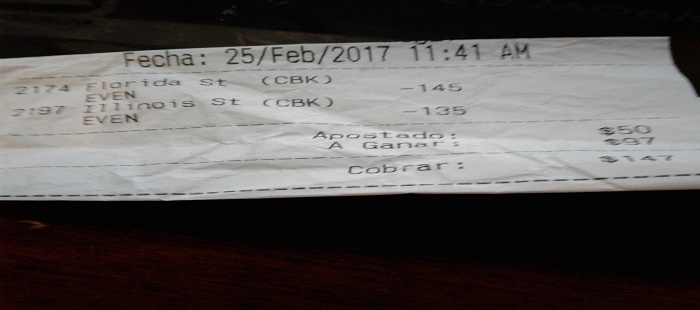 Fecha: 25/Feb/2017 11:41 AM
2174 Florida St (CBK) -145
EVEN
2197 Illinois St (CBK) -135
EVEN
Apostado: $50
A Ganar: $97
Cobrar: $147